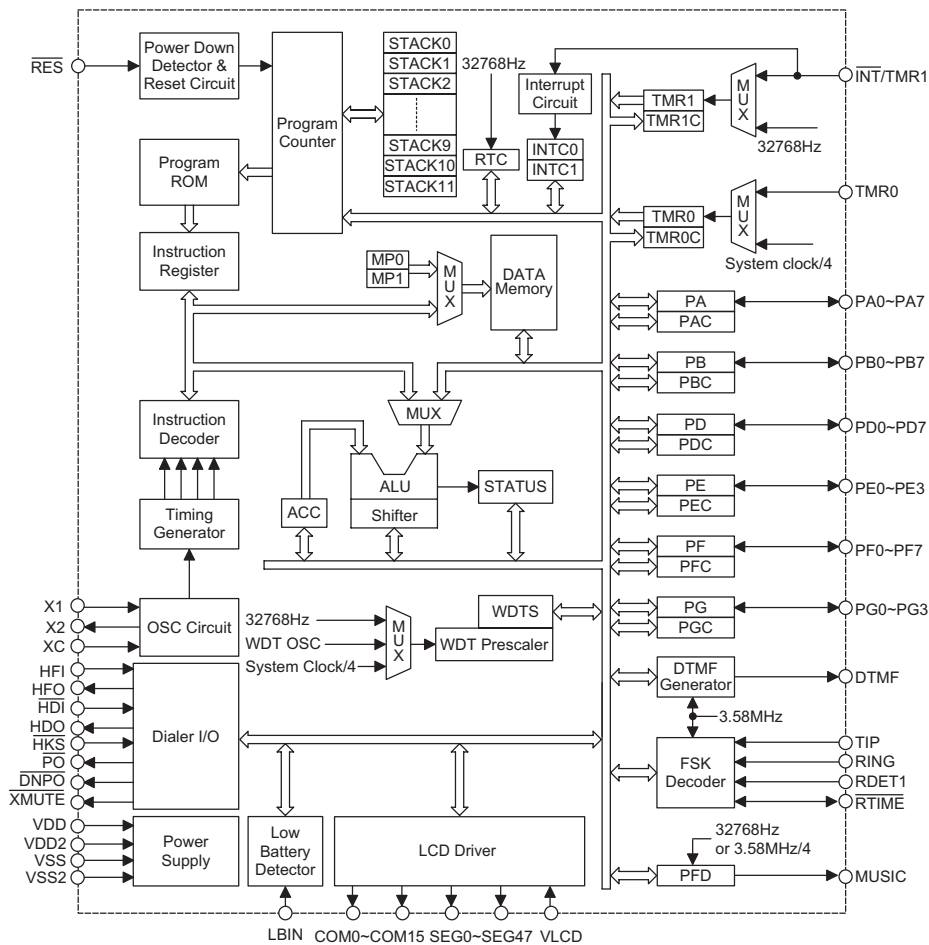 RES
Power Down
Detector &
Reset Circuit
Program
Counter
STACK0
STACK1
STACK2
STACK9
STACK10
STACK11
32768Hz
RTC
Interrupt
Circuit
INTC0
INTC1
TMR1
TMR1C
MUX
INT/TMR1
32768Hz
Program
ROM
Instruction
Register
TMR0
TMR0C
MUX
TMR0
System clock/4
MP0
MP1
MUX
DATA
Memory
PA
PAC
PA0~PA7
PB
PBC
PB0~PB7
MUX
Instruction
Decoder
PD
PDC
PD0~PD7
ALU
Shifter
STATUS
ACC
Timing
Generator
PE
PEC
PE0~PE3
PF
PFC
PF0~PF7
X1
X2
XC
OSC Circuit
32768Hz
WDT OSC
System Clock/4
MUX
WDTS
WDT Prescaler
PG
PGC
PG0~PG3
HFI
HFO
HDI
HDO
HKS
PO
DNPO
XMUTE
Dialer I/O
DTMF
Generator
DTMF
3.58MHz
FSK
Decoder
TIP
RING
RDET1
RTIME
VDD
VDD2
VSS
VSS2
Power
Supply
Low
Battery
Detector
LCD Driver
32768Hz
or 3.58MHz/4
PFD
MUSIC
LBIN
COM0~COM15
SEG0~SEG47
VLCD